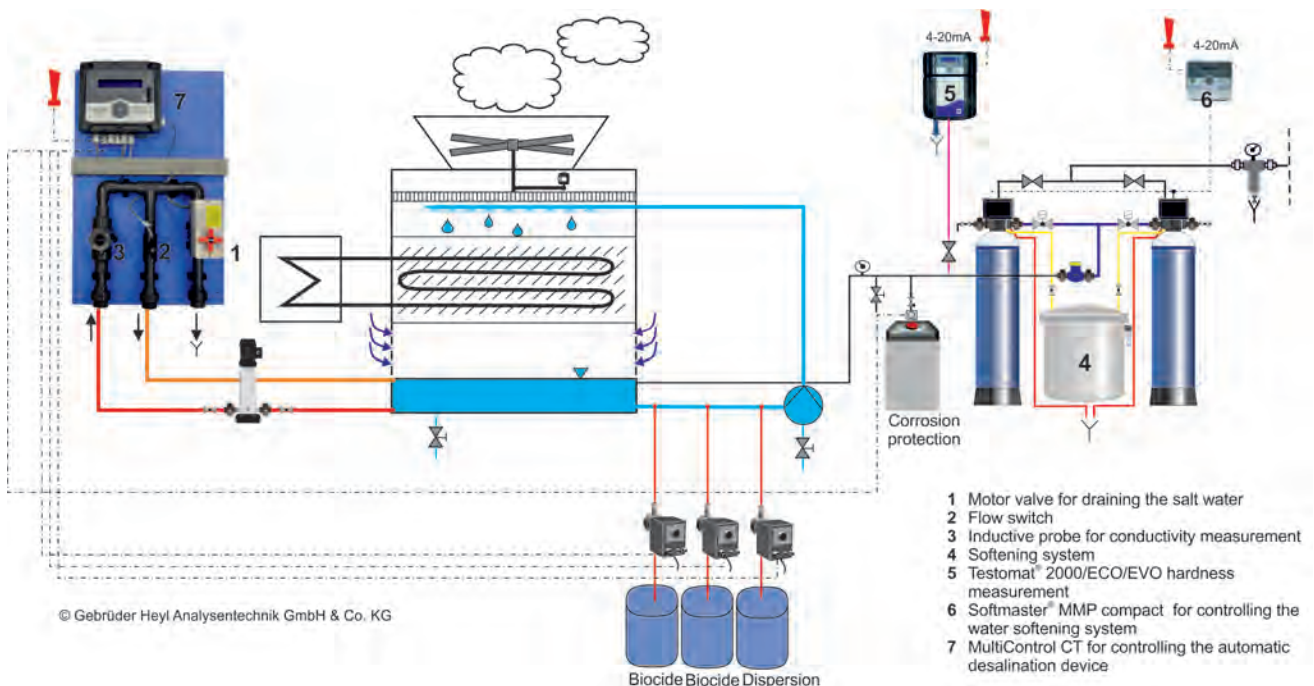 4-20mA
4-20mA
7
5
6
3
2
1
4
Corrosion
protection
1 Motor valve for draining the salt water
2 Flow switch
3 Inductive probe for conductivity measurement
4 Softening system
5 Testomat® 2000/ECO/EVO hardness
measurement
6 Softmaster® MMP compact for controlling the
water softening system
7 MultiControl CT for controlling the automatic
desalination device
© Gebrüder Heyl Analysentechnik GmbH & Co. KG
Biocide Biocide Dispersion